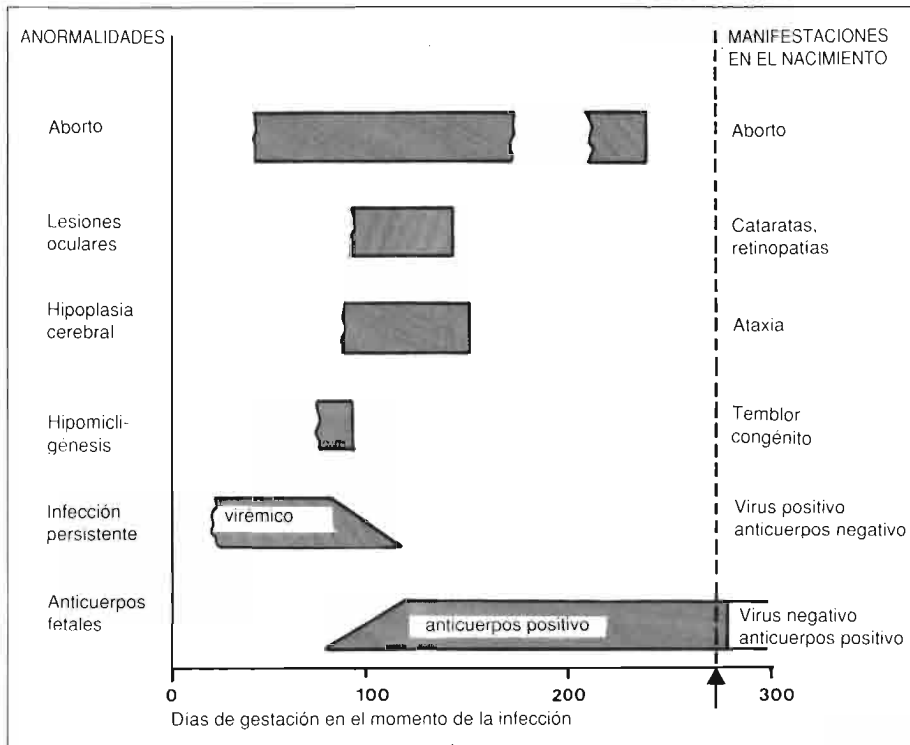 ANORMALIDADES
MANIFESTACIONES
EN EL NACIMIENTO
Aborto
Aborto
Lesiones
oculares
Cataratas,
retinopatías
Hipoplasia
cerebral
Ataxia
Hipomicli-
génesis
Temblor
congénito
Infección
persistente
virémico
Virus positivo
anticuerpos negativo
Anticuerpos
fetales
anticuerpos positivo
Virus negativo
anticuerpos positivo
0
100
200
300
Dias de gestación en el momento de la infección